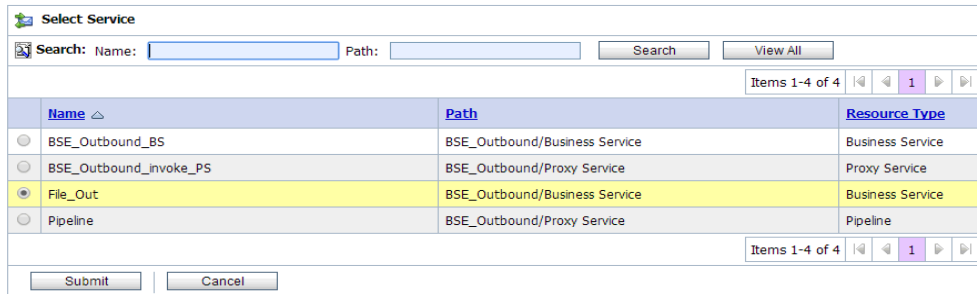 Select Service
Search: Name: Path: Search View All
Items 1-4 of 4 1
Name Path Resource Type
BSE_Outbound_BS BSE_Outbound/Business Service Business Service
BSE_Outbound_invoke_PS BSE_Outbound/Proxy Service Proxy Service
File_Out BSE_Outbound/Business Service Business Service
Pipeline BSE_Outbound/Proxy Service Pipeline
Items 1-4 of 4 1
Submit Cancel